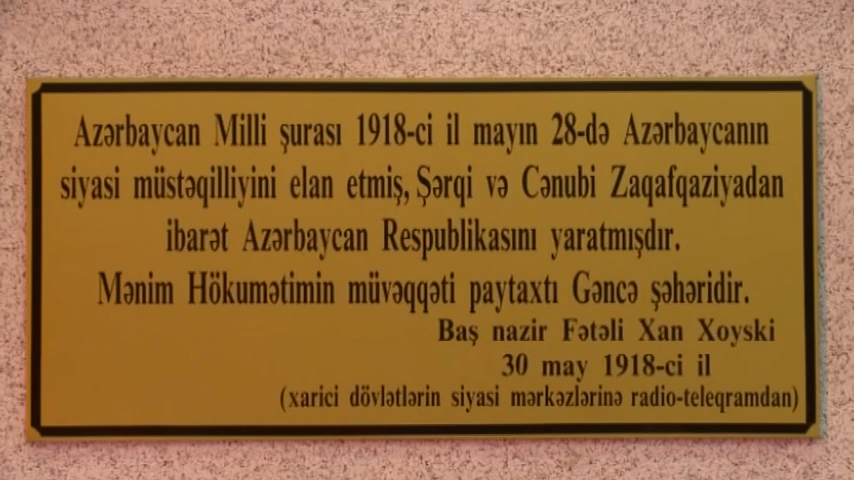 Azərbaycan Milli şurası 1918-ci il mayın 28-də Azərbaycanın
siyasi müstəqilliyini elan etmiş, Şərqi və Cənubi Zaqafqaziyadan
ibarət Azərbaycan Respublikasını yaratmışdır.
Mənim Hökumətimin müvəqqəti paytaxtı Gəncə şəhəridir.
Baş nazir Fətəli Xan Xoyski
30 may 1918-ci il
(xarici dövlətlərin siyasi mərkəzlərinə radio-teleqramdan)